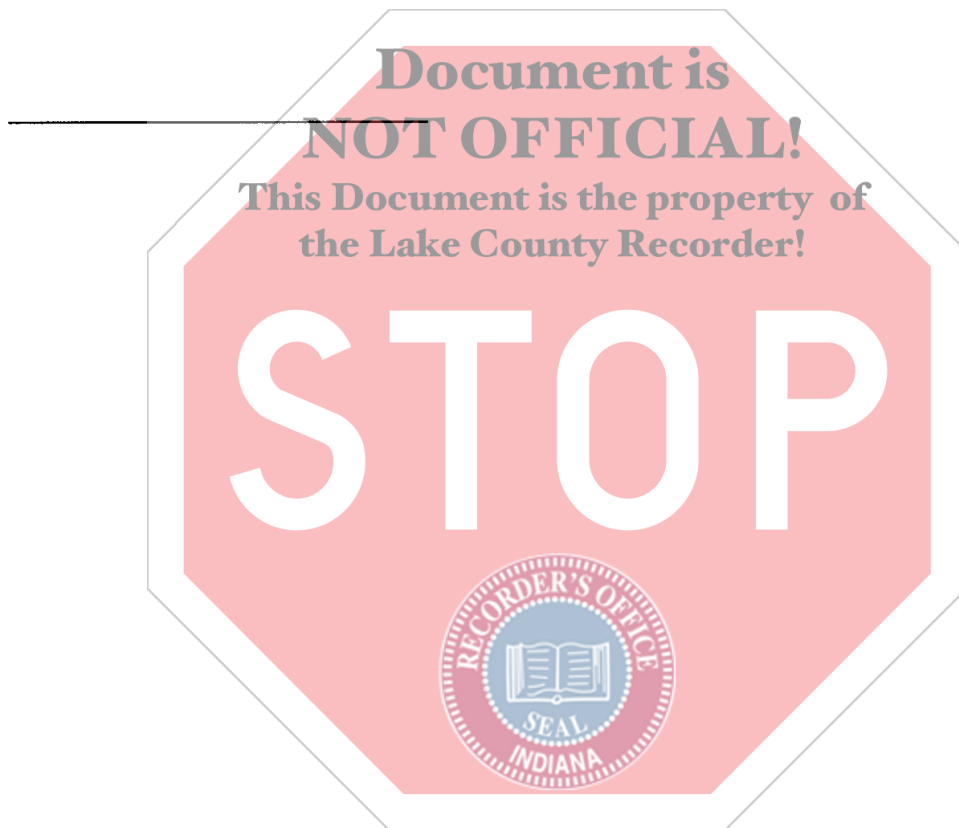 Document is
NOT OFFICIAL!
This Document is the property of
the Lake County Recorder!
STOP
RECORDER'S OFFICE
SEAL
INDIANA